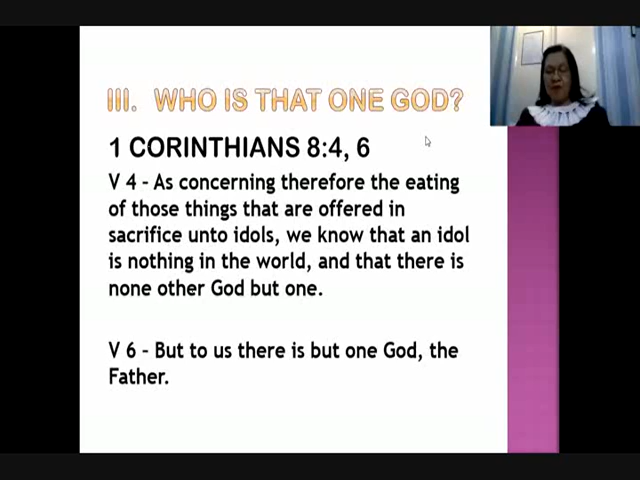 III. WHO IS THAT ONE GOD?
1 CORINTHIANS 8:4, 6
V 4 – As concerning therefore the eating
of those things that are offered in
sacrifice unto idols, we know that an idol
is nothing in the world, and that there is
none other God but one.
V 6 – But to us there is but one God, the
Father.